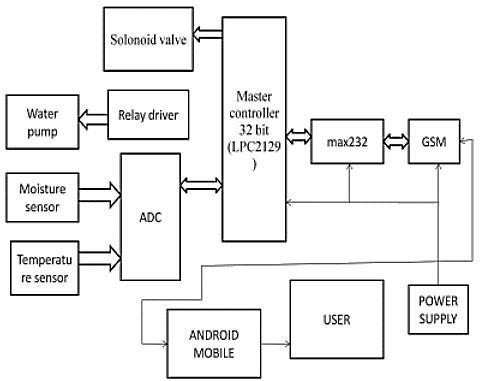 Solonoid valve
Water
pump
Relay driver
Master
controller
32 bit
(LPC2129
)
max232
GSM
Moisture
sensor
ADC
Temperatu
re sensor
POWER
SUPPLY
ANDROID
MOBILE
USER